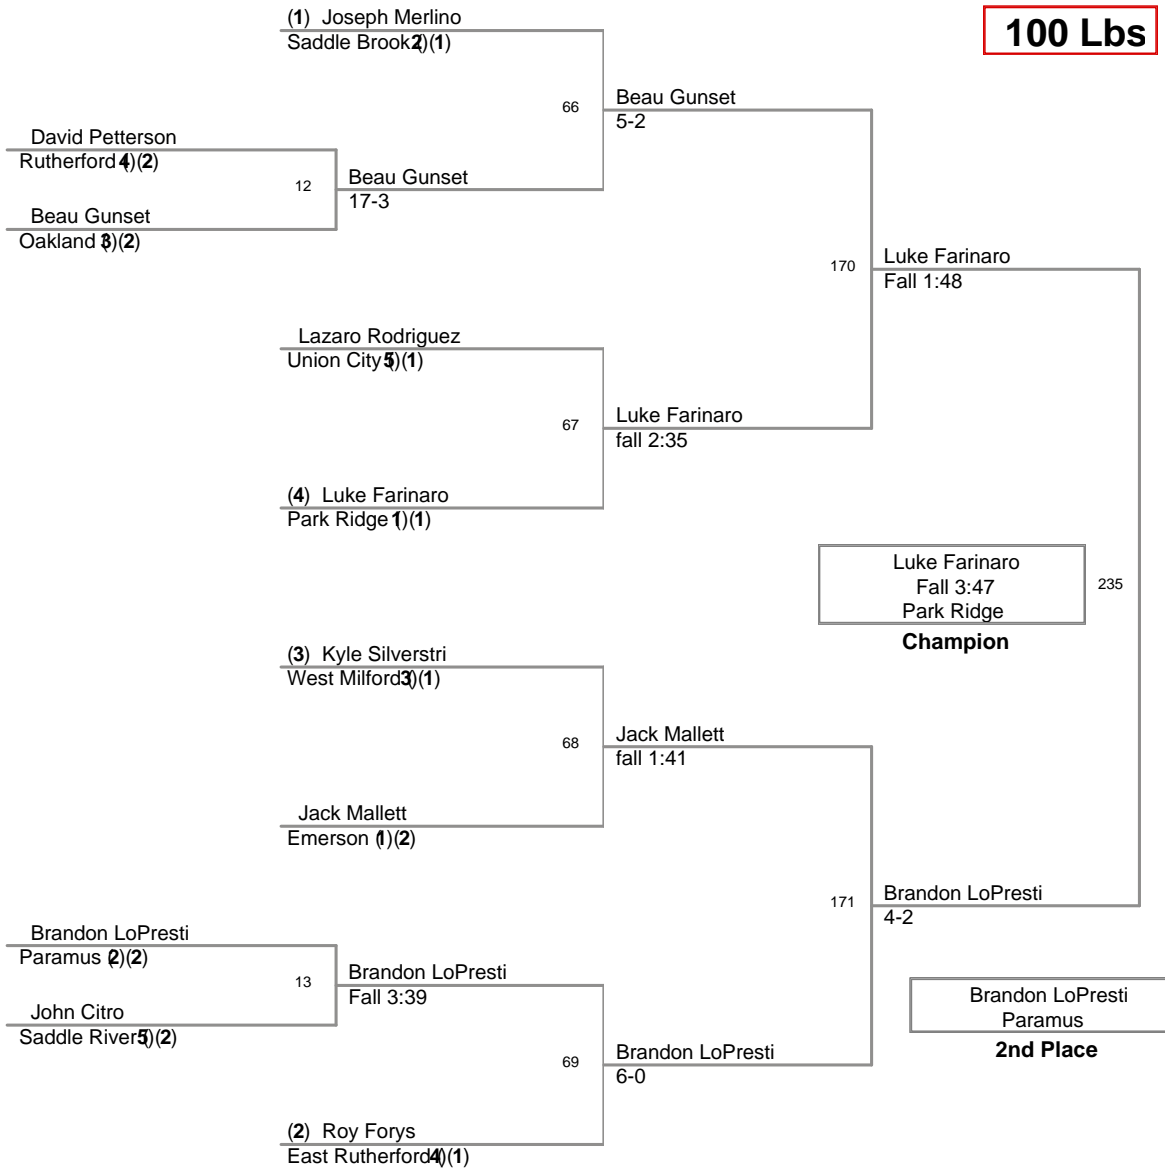 (1) Joseph Merlino
100 Lbs
Saddle Brook 2)(1)
66
Beau Gunset
5-2
David Petterson
Rutherford 4)(2)
12
Beau Gunset
17-3
Beau Gunset
Oakland 3)(2)
170
Luke Farinaro
Fall 1:48
Lazaro Rodriguez
Union City 5)(1)
67
Luke Farinaro
fall 2:35
(4) Luke Farinaro
Park Ridge 1)(1)
Luke Farinaro
Fall 3:47
Park Ridge
235
Champion
(3) Kyle Silverstri
West Milford 3)(1)
68
Jack Mallett
fall 1:41
Jack Mallett
Emerson (1)(2)
171
Brandon LoPresti
4-2
Brandon LoPresti
Paramus (2)(2)
13
Brandon LoPresti
Fall 3:39
John Citro
Saddle River 5)(2)
Brandon LoPresti
Paramus
2nd Place
69
Brandon LoPresti
6-0
(2) Roy Forys
East Rutherford 4)(1)